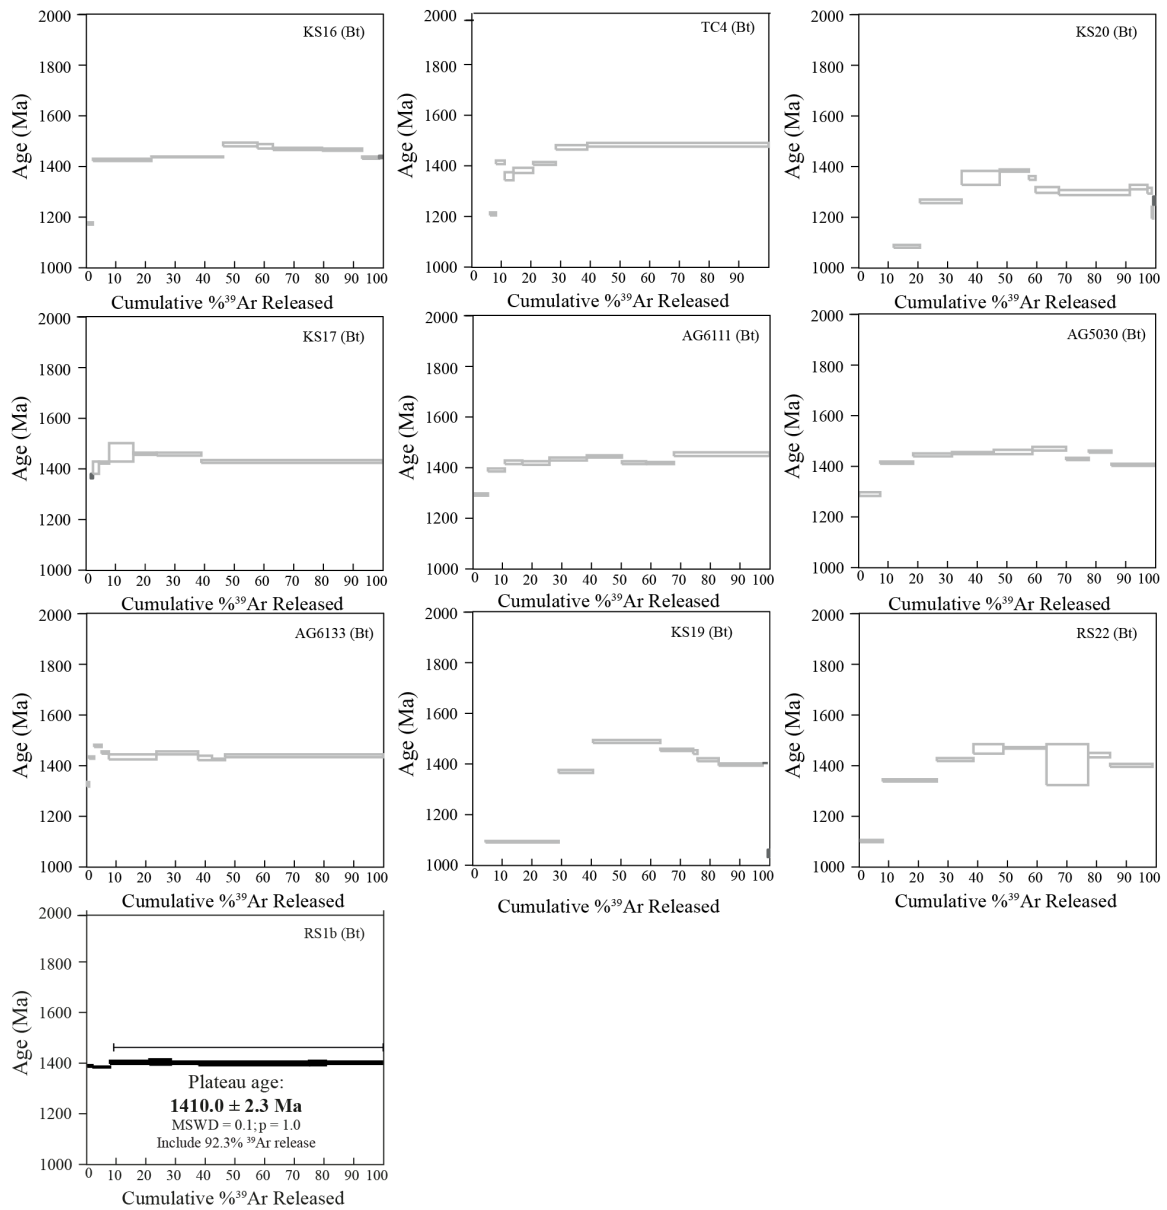 KS16 (Bt)
2000
1800
1600
1400
1200
1000
Age (Ma)
0 10 20 30 40 50 60 70 80 90 100
Cumulative %³⁹Ar Released
TC4 (Bt)
2000
1800
1600
1400
1200
1000
Age (Ma)
0 10 20 30 40 50 60 70 80 90
Cumulative %³⁹Ar Released
KS20 (Bt)
2000
1800
1600
1400
1200
1000
Age (Ma)
0 10 20 30 40 50 60 70 80 90 100
Cumulative %³⁹Ar Released
KS17 (Bt)
2000
1800
1600
1400
1200
1000
Age (Ma)
0 10 20 30 40 50 60 70 80 90 100
Cumulative %³⁹Ar Released
AG6111 (Bt)
2000
1800
1600
1400
1200
1000
Age (Ma)
0 10 20 30 40 50 60 70 80 90 100
Cumulative %³⁹Ar Released
AG5030 (Bt)
2000
1800
1600
1400
1200
1000
Age (Ma)
0 10 20 30 40 50 60 70 80 90 100
Cumulative %³⁹Ar Released
AG6133 (Bt)
2000
1800
1600
1400
1200
1000
Age (Ma)
0 10 20 30 40 50 60 70 80 90 100
Cumulative %³⁹Ar Released
KS19 (Bt)
2000
1800
1600
1400
1200
1000
Age (Ma)
0 10 20 30 40 50 60 70 80 90 100
Cumulative %³⁹Ar Released
RS22 (Bt)
2000
1800
1600
1400
1200
1000
Age (Ma)
0 10 20 30 40 50 60 70 80 90 100
Cumulative %³⁹Ar Released
RS1b (Bt)
2000
1800
1600
1400
1200
1000
Age (Ma)
Plateau age:
1410.0 ± 2.3 Ma
MSWD = 0.1; p = 1.0
Include 92.3% ³⁹Ar release
0 10 20 30 40 50 60 70 80 90 100
Cumulative %³⁹Ar Released